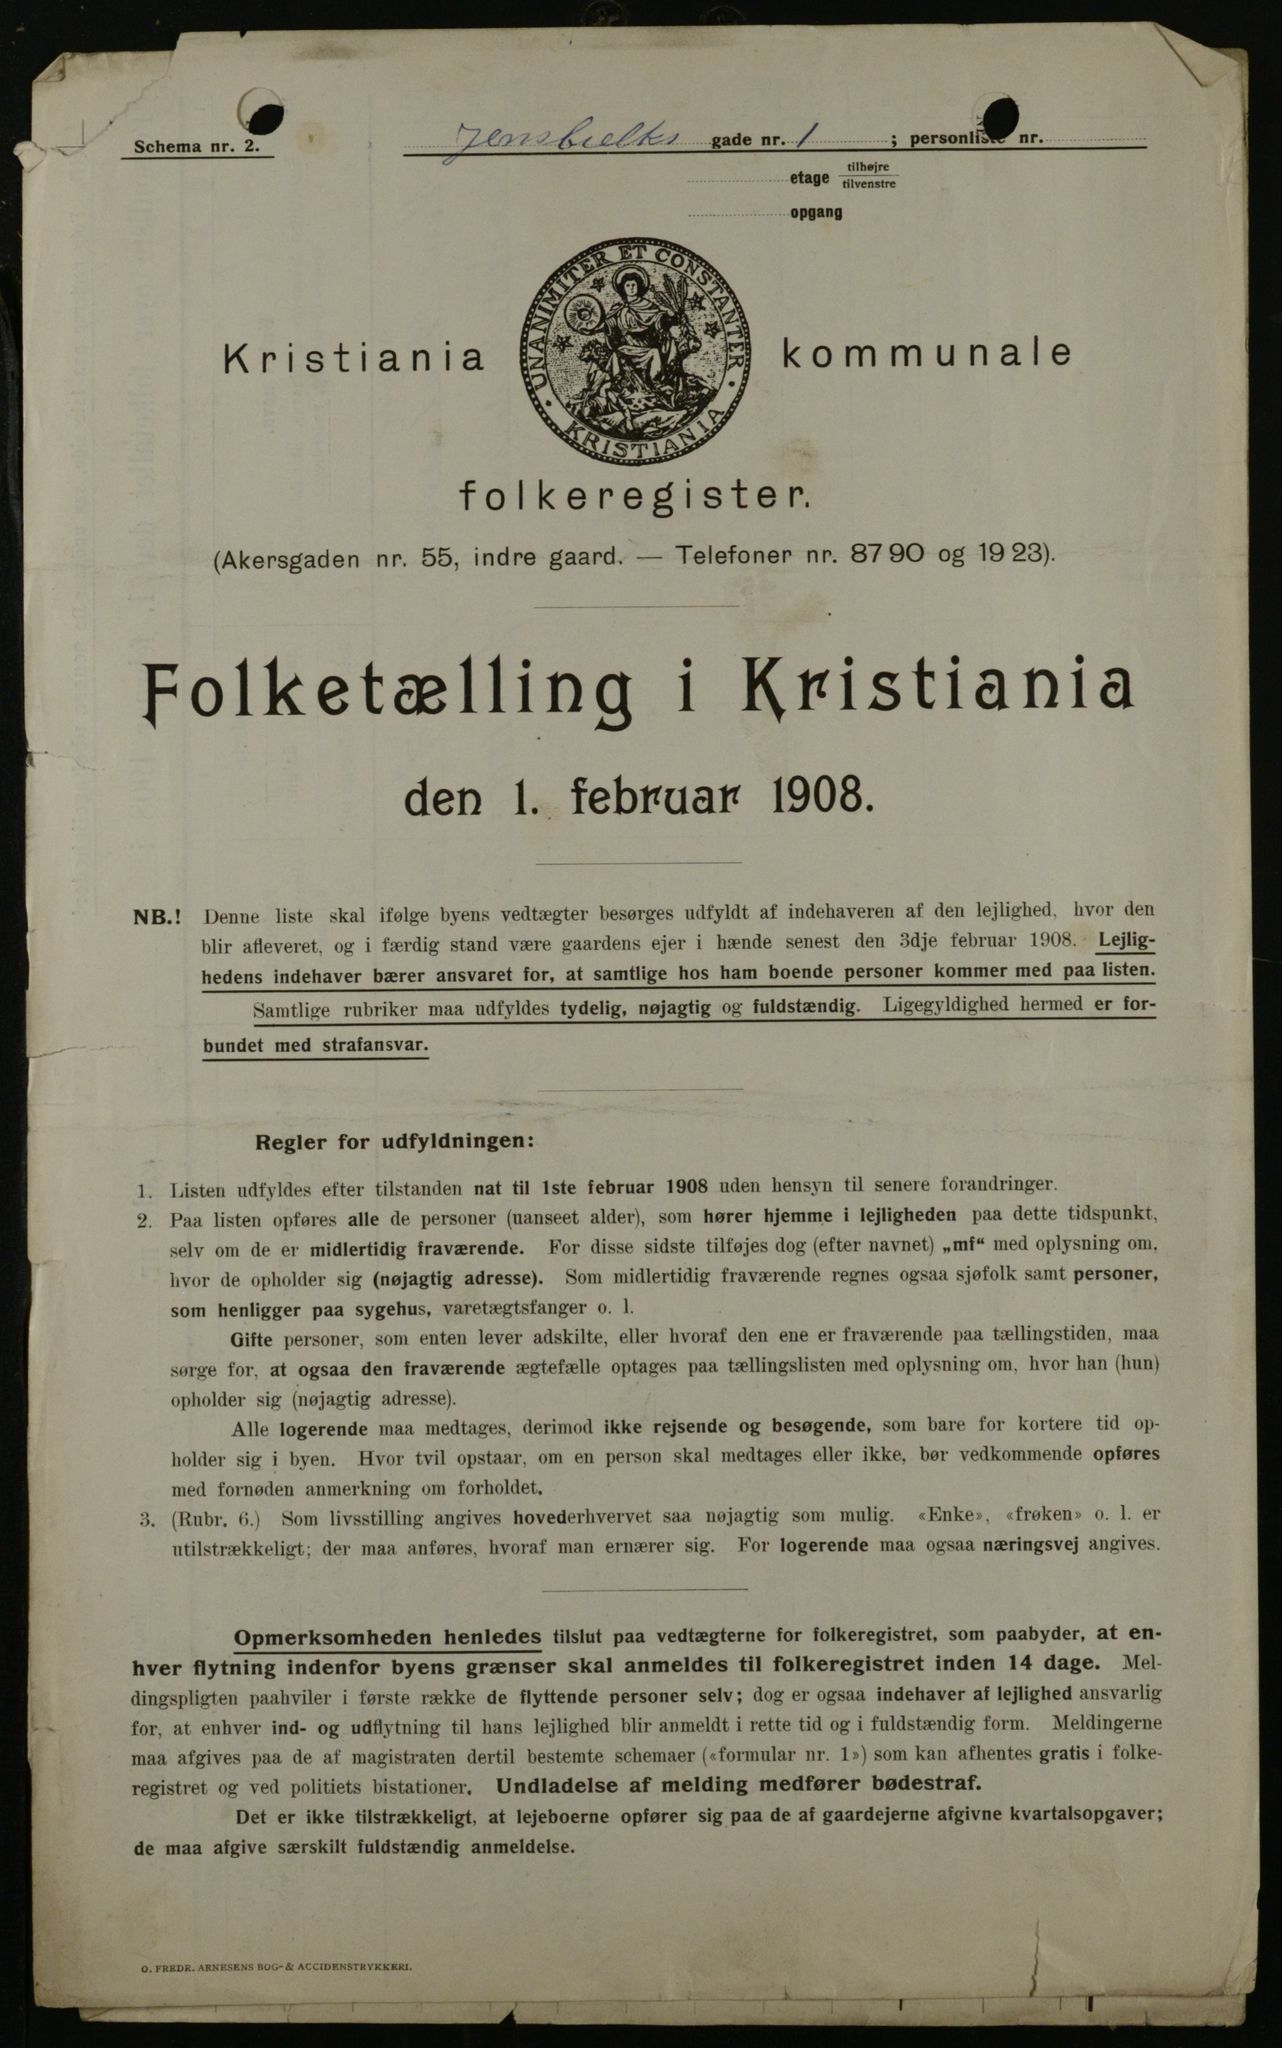 Schema nr. 2.
Jens Bielks gade nr. 1 ; personliste nr.
etage tilhøjre
tilvenstre
opgang
UNANIMITER ET CONSTANTER
KRISTIANIA
Kristiania kommunale
folkeregister.
(Akersgaden nr. 55, indre gaard. — Telefoner nr. 8790 og 1923).
Folketælling i Kristiania
den 1. februar 1908.
NB.! Denne liste skal ifølge byens vedtægter besørges udfyldt af indehaveren af den lejlighed, hvor den
blir afleveret, og i færdig stand være gaardens ejer i hænde senest den 3dje februar 1908. Lejlig-
hedens indehaver bærer ansvaret for, at samtlige hos ham boende personer kommer med paa listen.
Samtlige rubriker maa udfyldes tydelig, nøjagtig og fuldstændig. Ligegyldighed hermed er for-
bundet med strafansvar.
Regler for udfyldningen:
1. Listen udfyldes efter tilstanden nat til 1ste februar 1908 uden hensyn til senere forandringer.
2. Paa listen opføres alle de personer (uanseet alder), som hører hjemme i lejligheden paa dette tidspunkt,
selv om de er midlertidig fraværende. For disse sidste tilføjes dog (efter navnet) „mf" med oplysning om,
hvor de opholder sig (nøjagtig adresse). Som midlertidig fraværende regnes ogsaa sjøfolk samt personer,
som henligger paa sygehus, varetægtsfanger o. l.
Gifte personer, som enten lever adskilte, eller hvoraf den ene er fraværende paa tællingstiden, maa
sørge for, at ogsaa den fraværende ægtefælle optages paa tællingslisten med oplysning om, hvor han (hun)
opholder sig (nøjagtig adresse).
Alle logerende maa medtages, derimod ikke rejsende og besøgende, som bare for kortere tid op-
holder sig i byen. Hvor tvil opstaar, om en person skal medtages eller ikke, bør vedkommende opføres
med fornøden anmerkning om forholdet.
3. (Rubr. 6.) Som livsstilling angives hovederhvervet saa nøjagtig som mulig. «Enke», «frøken» o. l. er
utilstrækkeligt; der maa anføres, hvoraf man ernærer sig. For logerende maa ogsaa næringsvej angives.
Opmerksomheden henledes tilslut paa vedtægterne for folkeregistret, som paabyder, at en-
hver flytning indenfor byens grænser skal anmeldes til folkeregistret inden 14 dage. Mel-
dingspligten paahviler i første række de flyttende personer selv; dog er ogsaa indehaver af lejlighed ansvarlig
for, at enhver ind- og udflytning til hans lejlighed blir anmeldt i rette tid og i fuldstændig form. Meldingerne
maa afgives paa de af magistraten dertil bestemte schemaer («formular nr. 1») som kan afhentes gratis i folke-
registret og ved politiets bistationer. Undladelse af melding medfører bødestraf.
Det er ikke tilstrækkeligt, at lejeboerne opfører sig paa de af gaardejerne afgivne kvartalsopgaver;
de maa afgive særskilt fuldstændig anmeldelse.
O. FREDR. ARNESENS BOG- & ACCIDENSTRYKKERI.